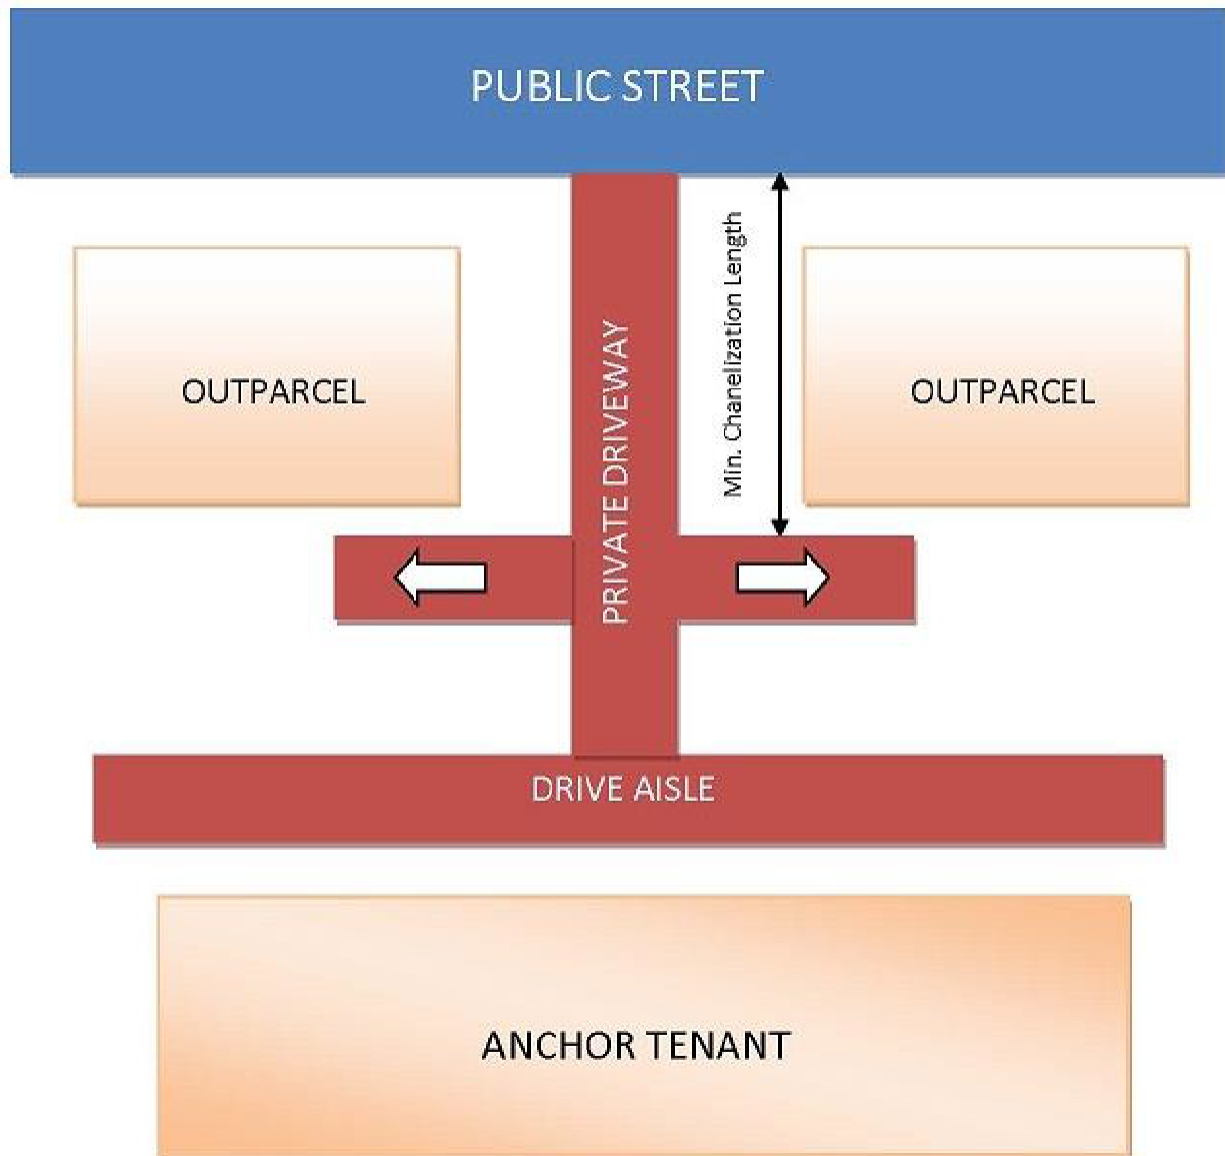 PUBLIC STREET
OUTPARCEL
PRIVATE DRIVEWAY
Min. Chanelization Length
OUTPARCEL
DRIVE AISLE
ANCHOR TENANT